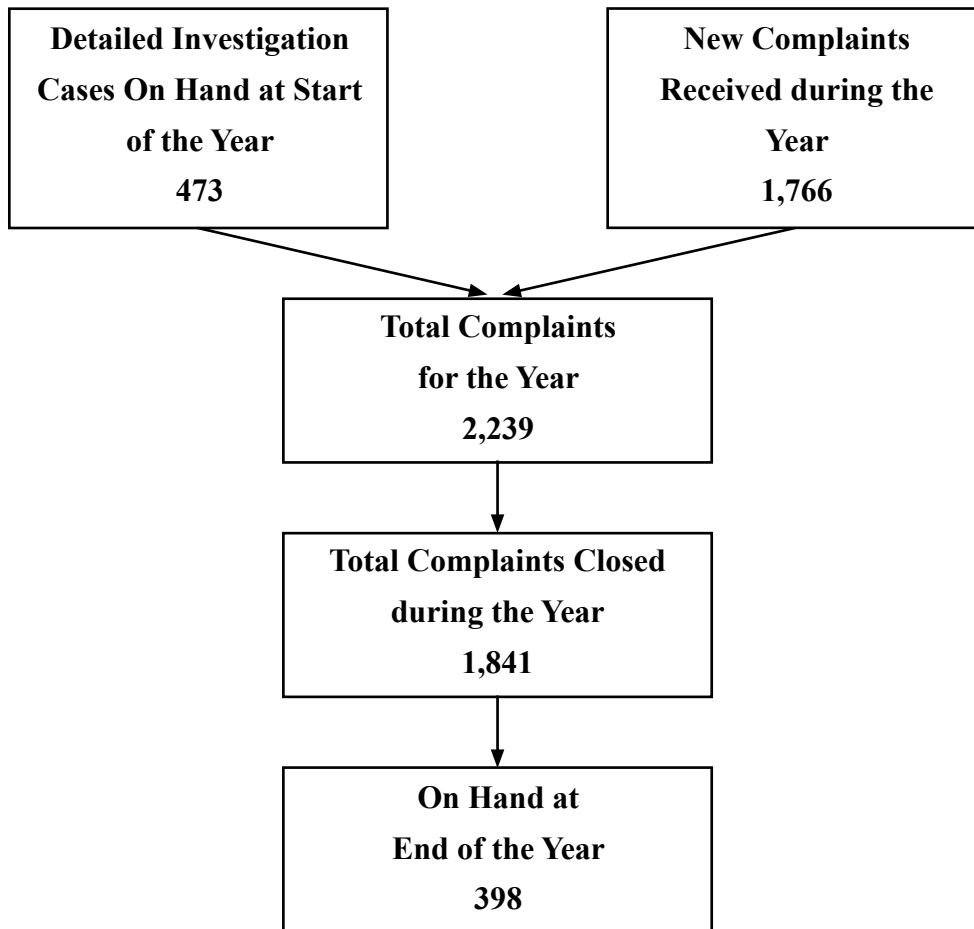 Detailed Investigation
Cases On Hand at Start
of the Year
473
New Complaints
Received during the
Year
1,766
Total Complaints
for the Year
2,239
Total Complaints Closed
during the Year
1,841
On Hand at
End of the Year
398